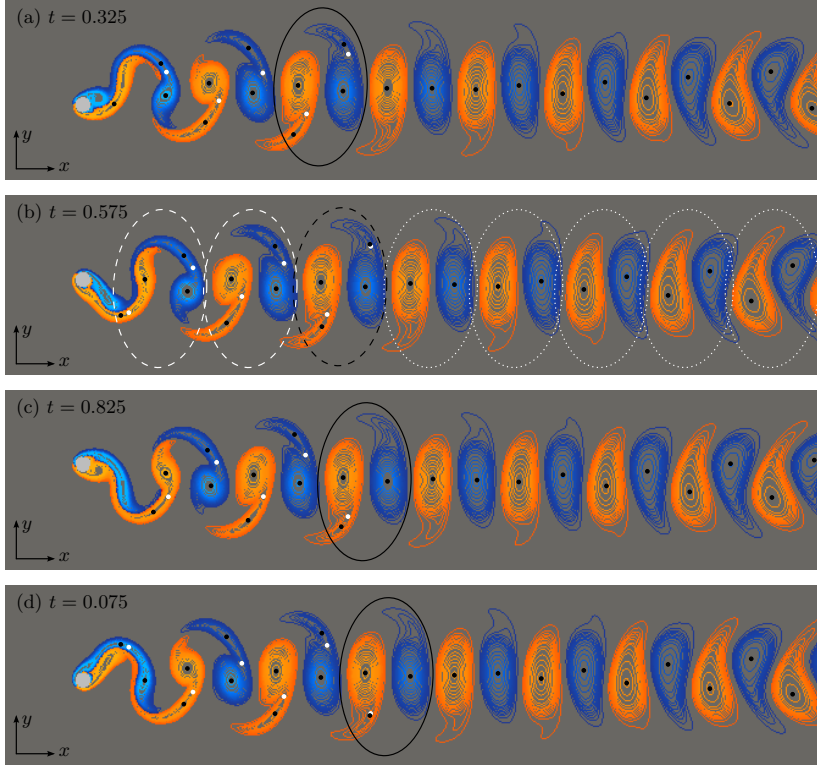 (a) t = 0.325
y
x
(b) t = 0.575
y
x
(c) t = 0.825
y
x
(d) t = 0.075
y
x